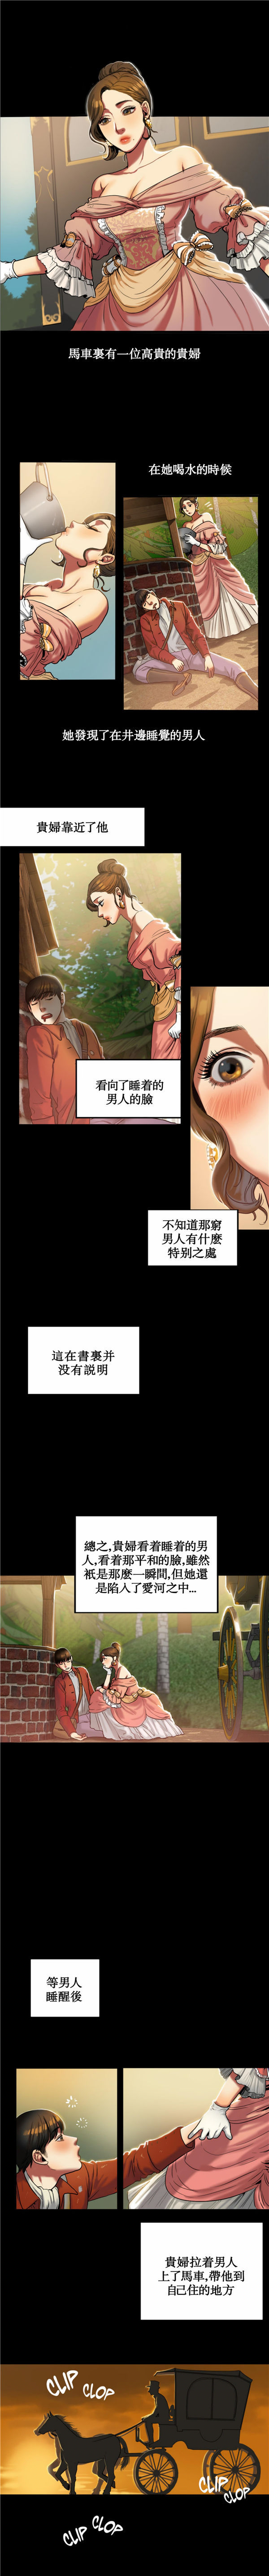 馬車裏有一位高貴的貴婦
在她喝水的時候
她發現了在井邊睡覺的男人
貴婦靠近了他
看向了睡着的
男人的臉
不知道那窮
男人有什麽
特别之處
這在書裏并
没有説明
總之,貴婦看着睡着的男
人,看着那平和的臉,雖然
衹是那麽一瞬間,但她還
是陷入了愛河之中...
等男人
睡醒後
貴婦拉着男人
上了馬車,帶他到
自己住的地方
CLIP
CLOP
CLIP
CLOP
CLIP
CLOP